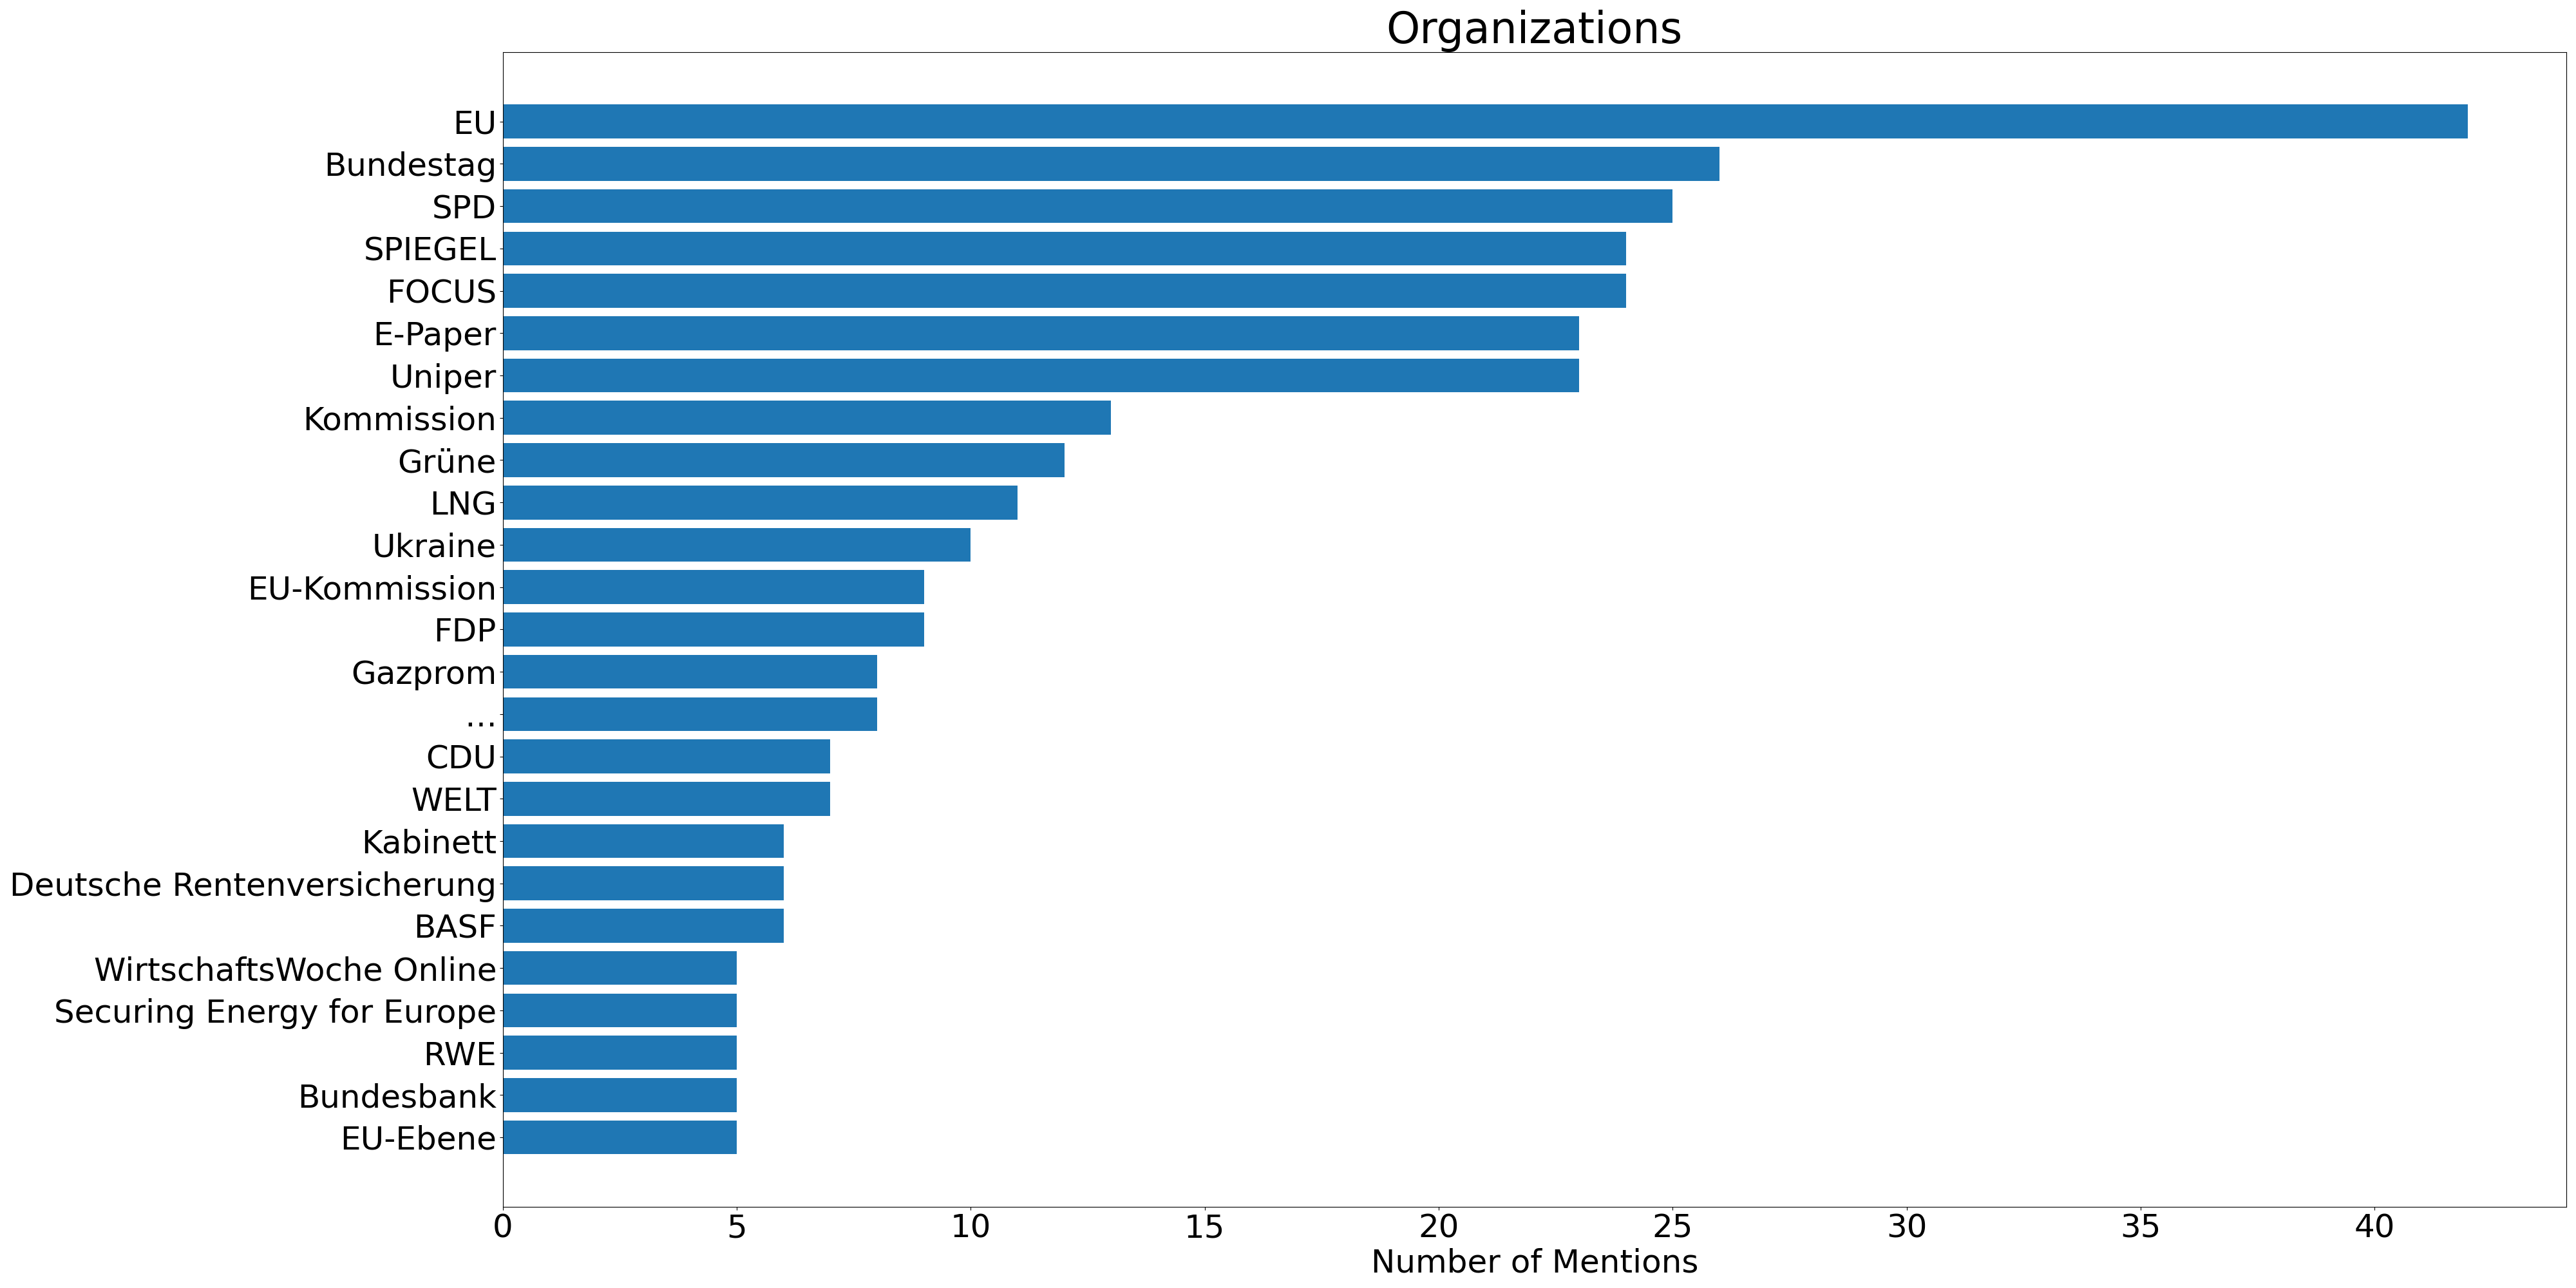 Organizations
EU
Bundestag
SPD
SPIEGEL
FOCUS
E-Paper
Uniper
Kommission
Grüne
LNG
Ukraine
EU-Kommission
FDP
Gazprom
...
CDU
WELT
Kabinett
Deutsche Rentenversicherung
BASF
WirtschaftsWoche Online
Securing Energy for Europe
RWE
Bundesbank
EU-Ebene
0 5 10 15 20 25 30 35 40
Number of Mentions